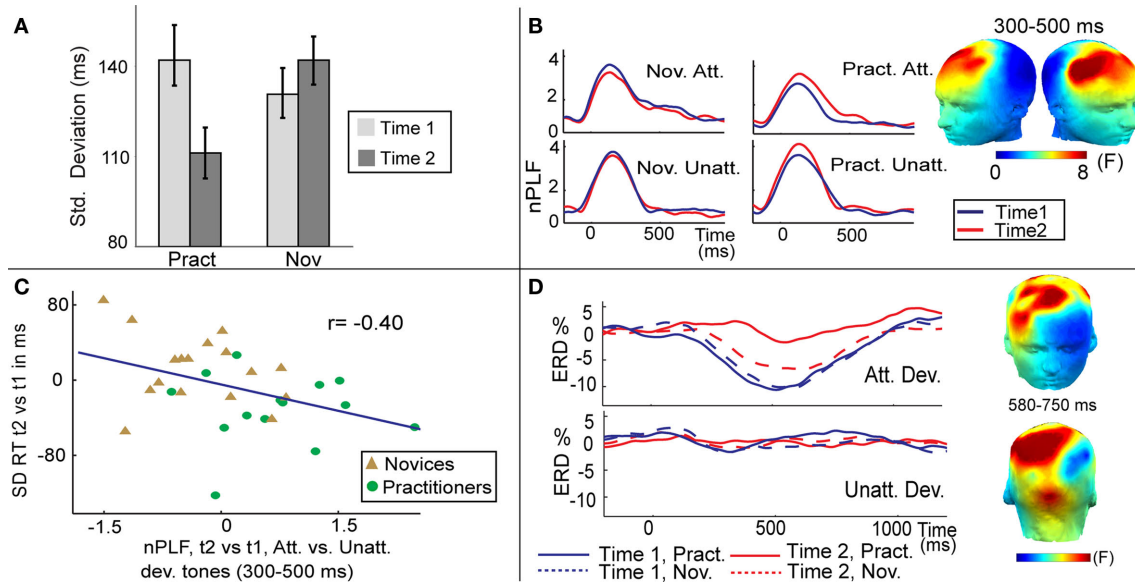 A
Std. Deviation (ms)
140
110
80
Pract
Nov
Time 1
Time 2
B
300-500 ms
nPLF
4
2
4
2
Nov. Att.
Pract. Att.
Nov. Unatt.
Pract. Unatt.
0 500 Time
(ms)
0 500
0 8 (F)
Time1
Time2
C
SD RT t2 vs t1 in ms
80
0
-80
r= -0.40
Novices
Practitioners
-1.5 0 1.5
nPLF, t2 vs t1, Att. vs. Unatt.
dev. tones (300-500 ms)
D
ERD %
5
0
-5
-10
Att. Dev.
ERD %
5
0
-5
-10
Unatt. Dev.
0 500 1000 Time
(ms)
Time 1, Pract.
Time 2, Pract.
Time 1, Nov.
Time 2, Nov.
580-750 ms
(F)